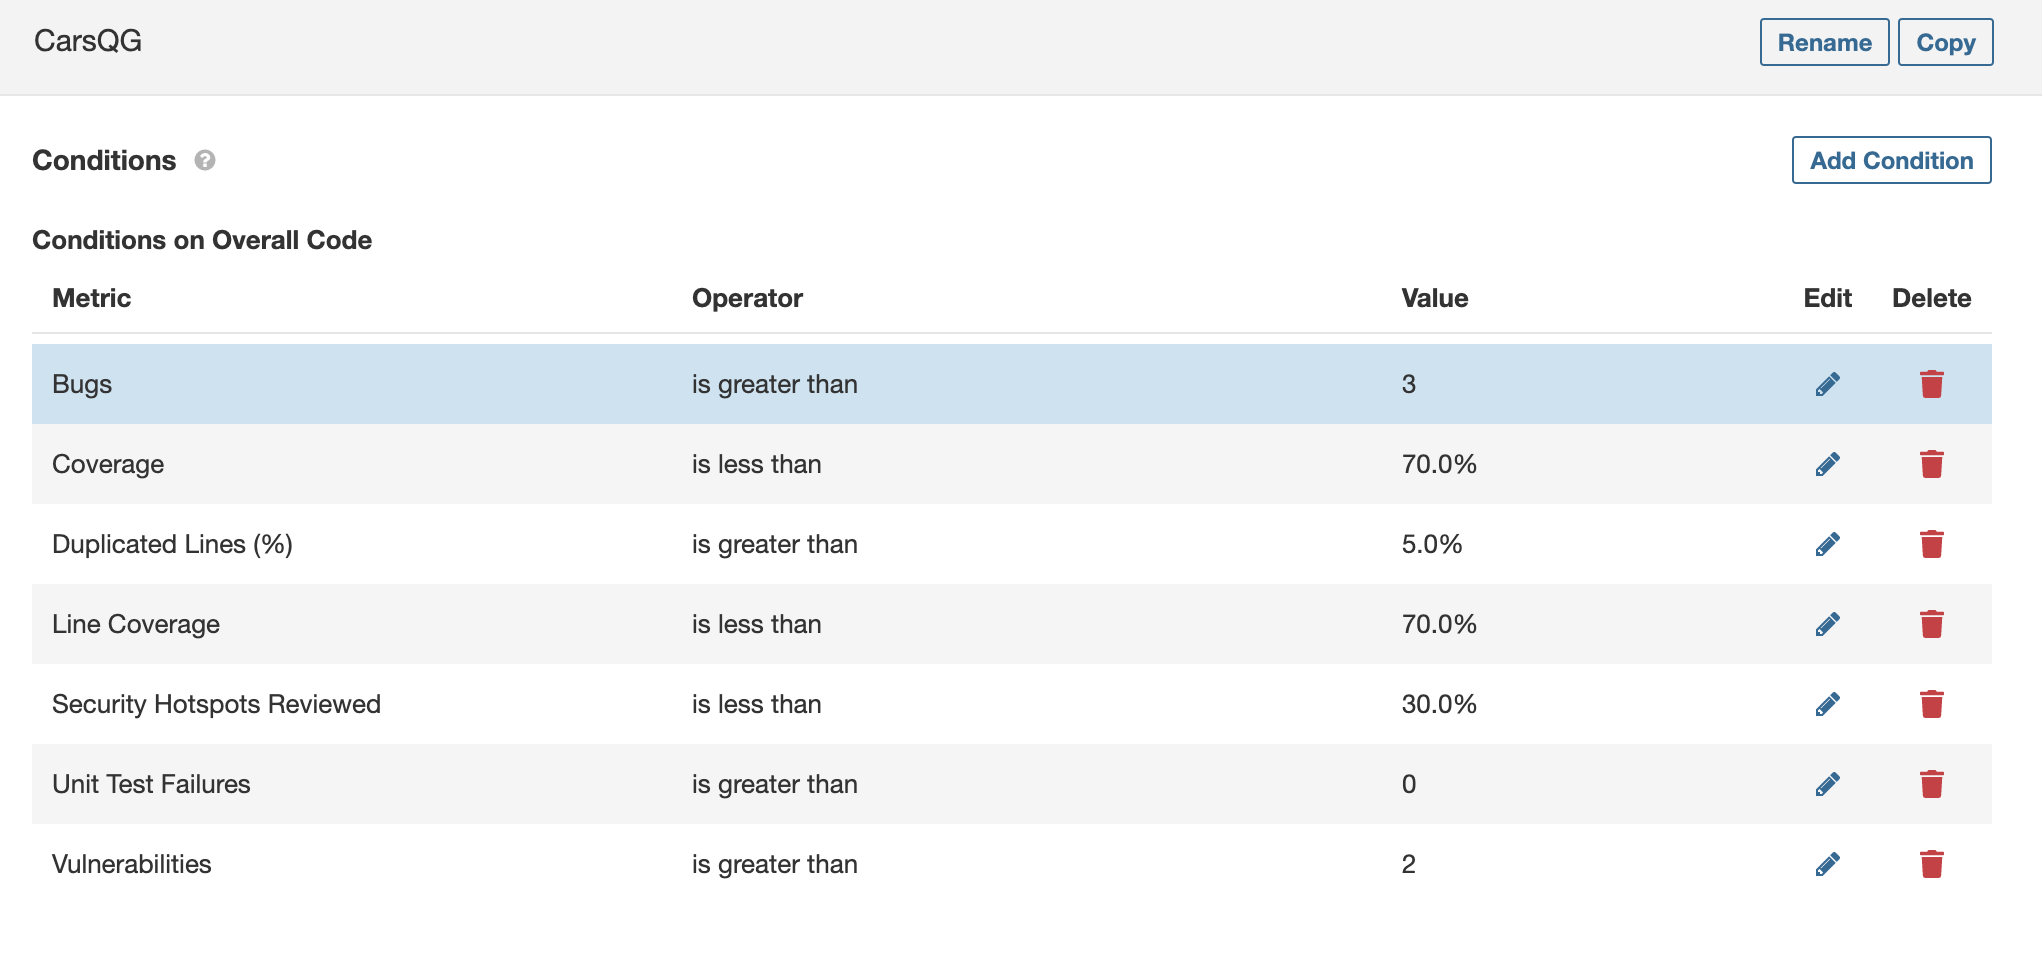 CarsQG Rename Copy
Conditions ? Add Condition
Conditions on Overall Code
Metric Operator Value Edit Delete
Bugs is greater than 3
Coverage is less than 70.0%
Duplicated Lines (%) is greater than 5.0%
Line Coverage is less than 70.0%
Security Hotspots Reviewed is less than 30.0%
Unit Test Failures is greater than 0
Vulnerabilities is greater than 2